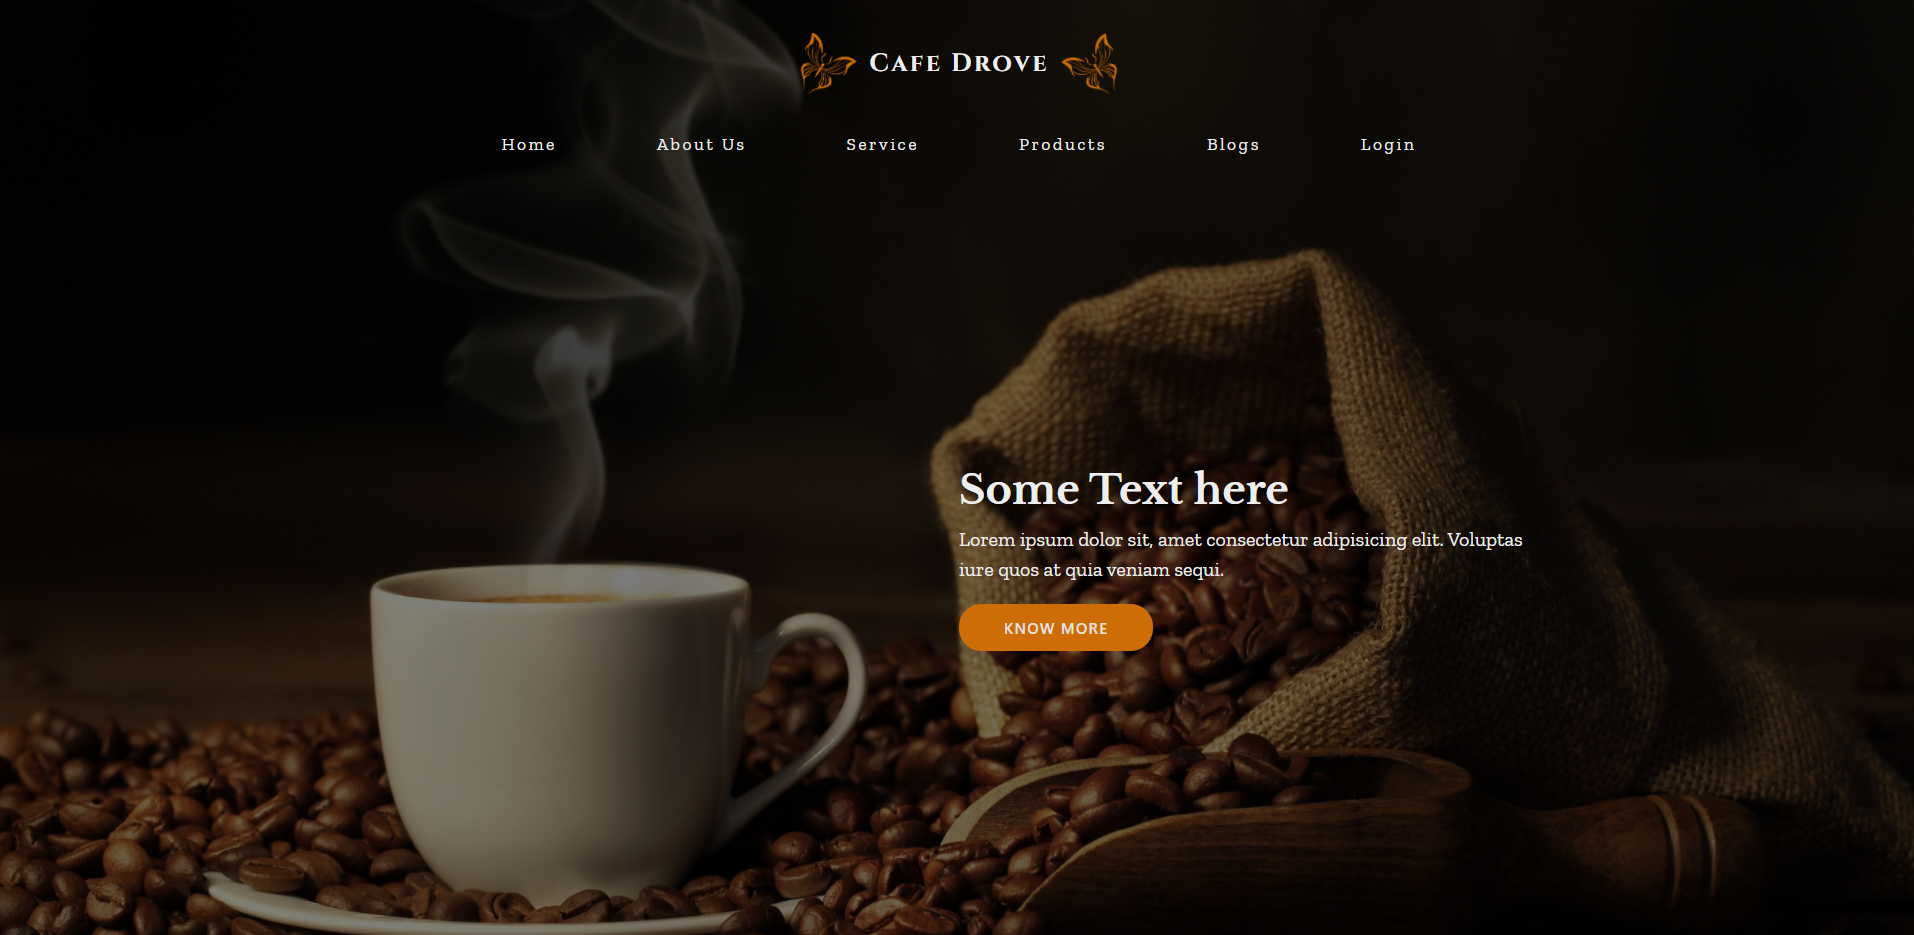 Cafe Drove
Home About Us Service Products Blogs Login
Some Text here
Lorem ipsum dolor sit, amet consectetur adipisicing elit. Voluptas
iure quos at quia veniam sequi.
KNOW MORE